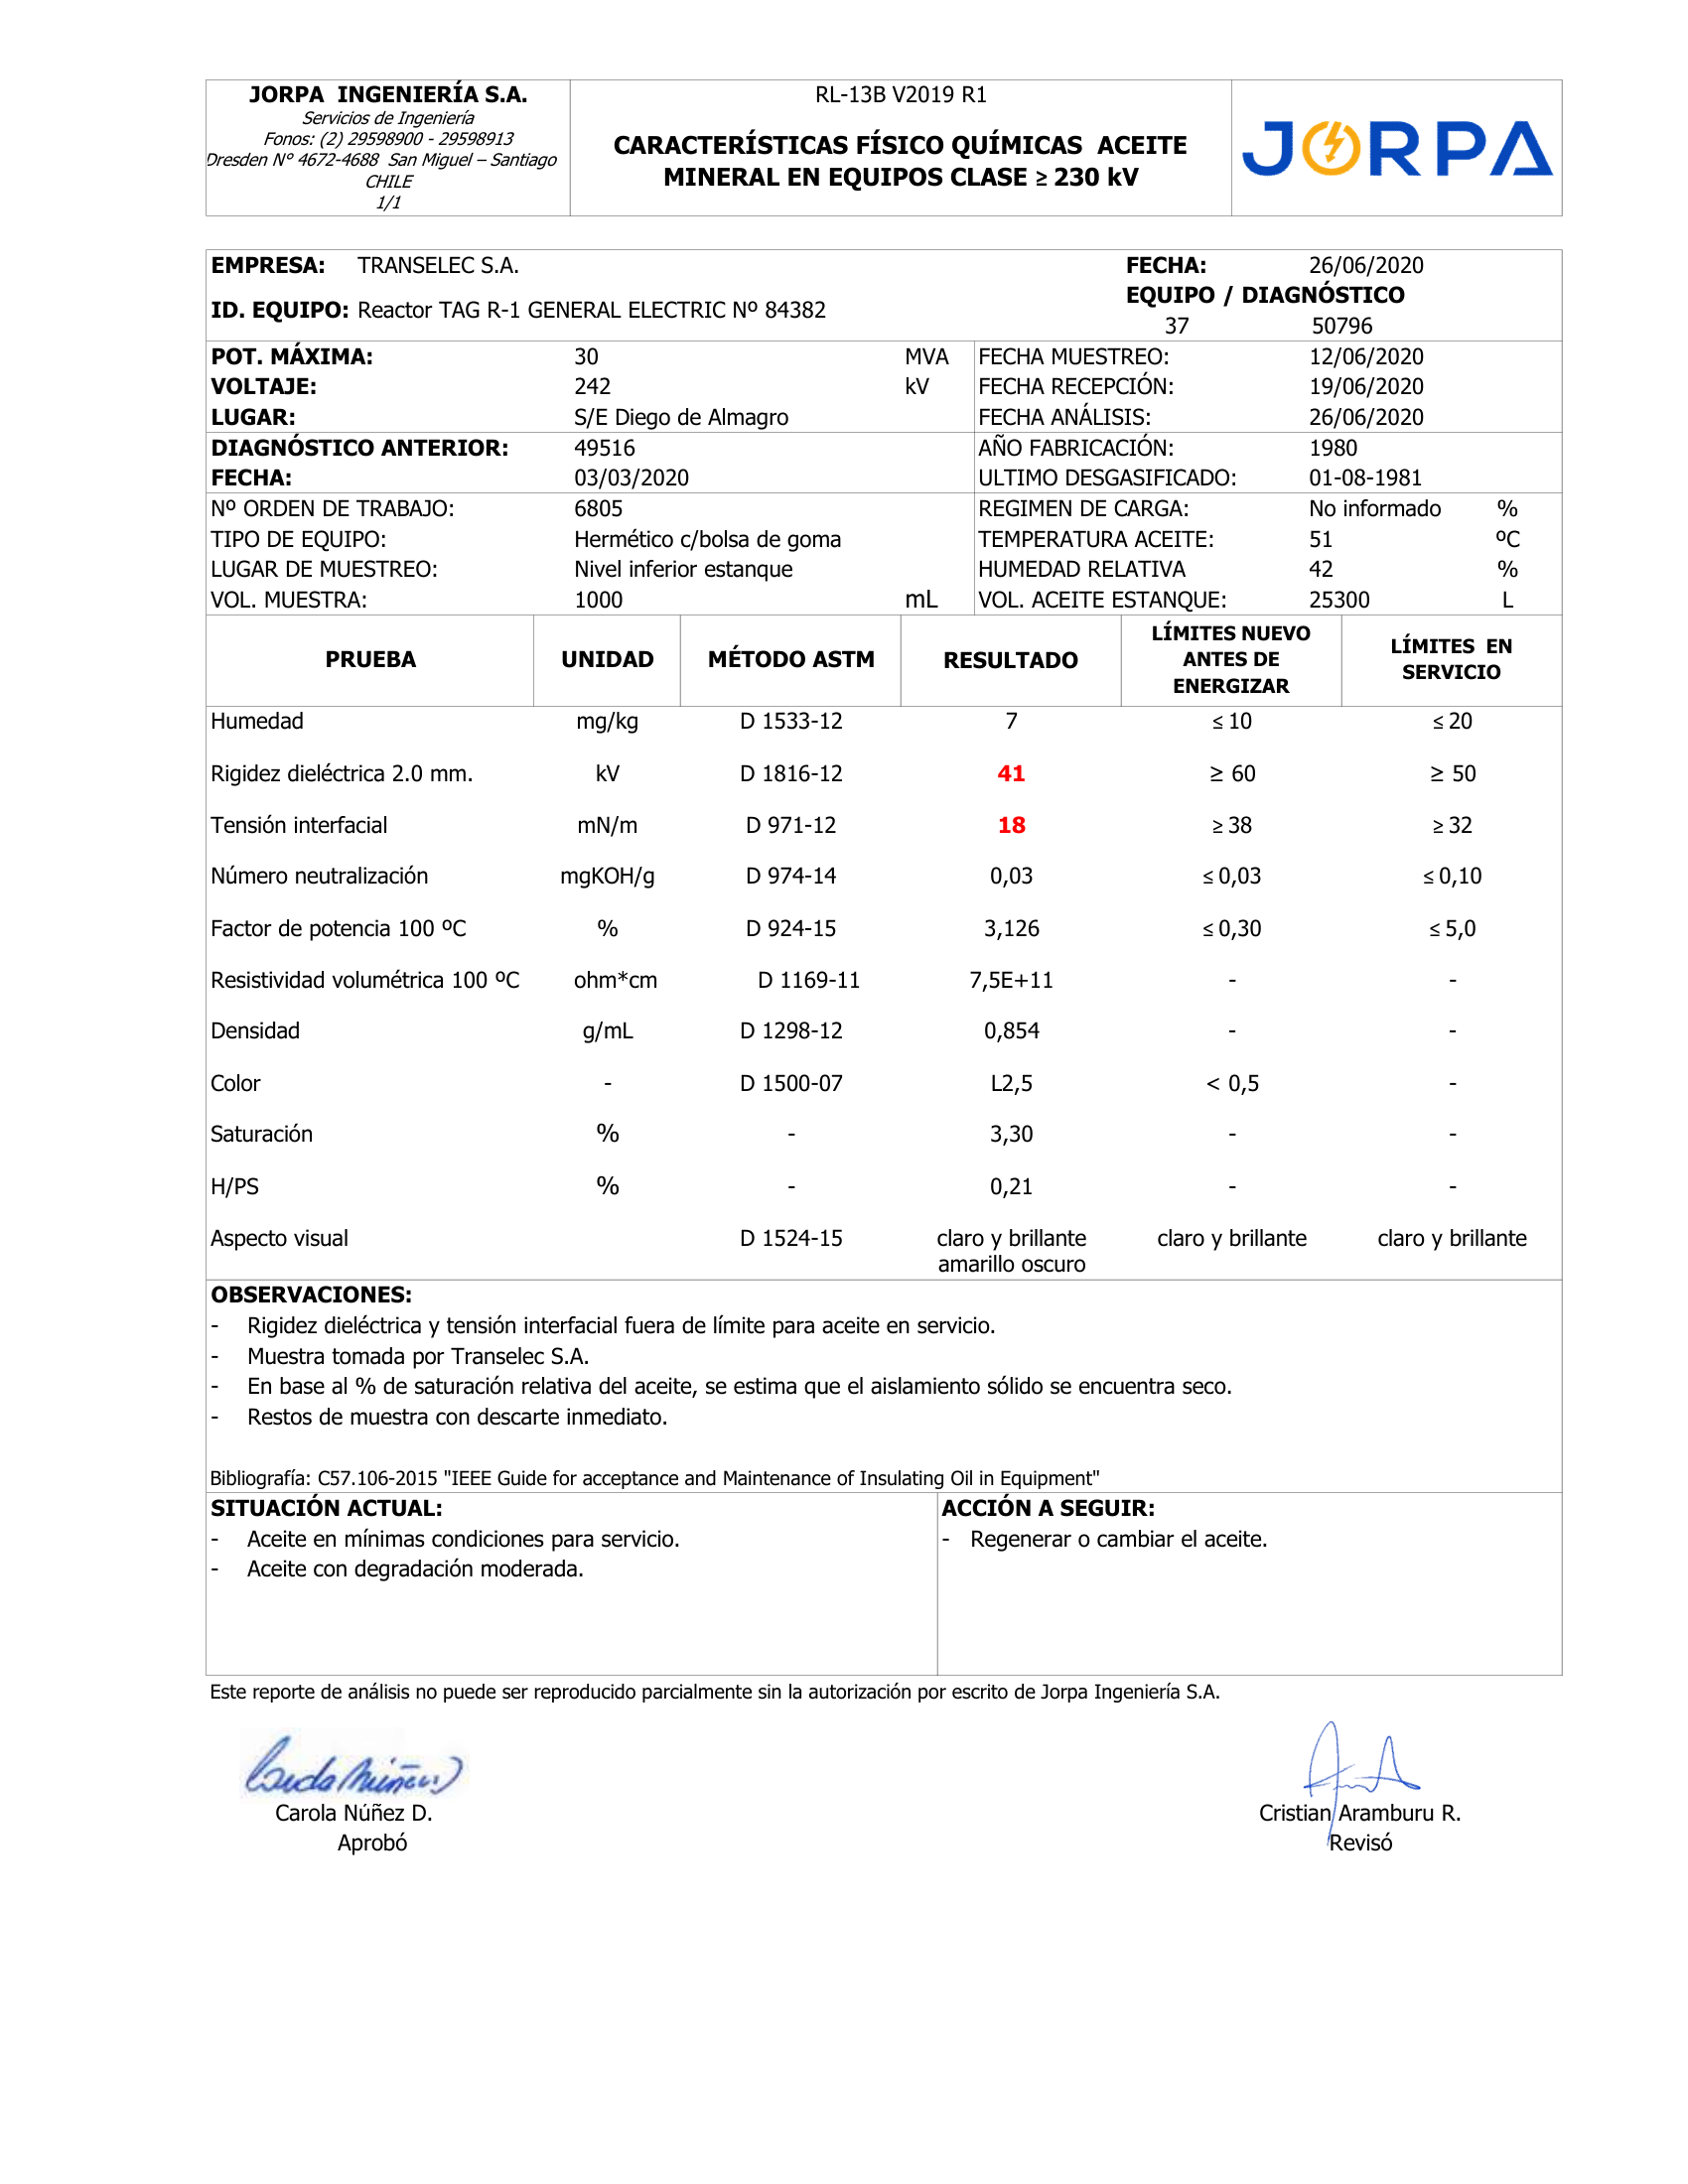 JORPA INGENIERÍA S.A.
Servicios de Ingeniería
Fonos: (2) 29598900 - 29598913
Dresden N° 4672-4688 San Miguel – Santiago
CHILE
1/1
RL-13B V2019 R1
CARACTERÍSTICAS FÍSICO QUÍMICAS ACEITE
MINERAL EN EQUIPOS CLASE ≥ 230 kV
JORPA
EMPRESA: TRANSELEC S.A. FECHA: 26/06/2020
ID. EQUIPO: Reactor TAG R-1 GENERAL ELECTRIC Nº 84382 EQUIPO / DIAGNÓSTICO
37 50796
POT. MÁXIMA: 30 MVA FECHA MUESTREO: 12/06/2020
VOLTAJE: 242 kV FECHA RECEPCIÓN: 19/06/2020
LUGAR: S/E Diego de Almagro FECHA ANÁLISIS: 26/06/2020
DIAGNÓSTICO ANTERIOR: 49516 AÑO FABRICACIÓN: 1980
FECHA: 03/03/2020 ULTIMO DESGASIFICADO: 01-08-1981
Nº ORDEN DE TRABAJO: 6805 REGIMEN DE CARGA: No informado %
TIPO DE EQUIPO: Hermético c/bolsa de goma TEMPERATURA ACEITE: 51 ºC
LUGAR DE MUESTREO: Nivel inferior estanque HUMEDAD RELATIVA 42 %
VOL. MUESTRA: 1000 mL VOL. ACEITE ESTANQUE: 25300 L
PRUEBA UNIDAD MÉTODO ASTM RESULTADO LÍMITES NUEVO ANTES DE ENERGIZAR LÍMITES EN SERVICIO
Humedad mg/kg D 1533-12 7 ≤ 10 ≤ 20
Rigidez dieléctrica 2.0 mm. kV D 1816-12 41 ≥ 60 ≥ 50
Tensión interfacial mN/m D 971-12 18 ≥ 38 ≥ 32
Número neutralización mgKOH/g D 974-14 0,03 ≤ 0,03 ≤ 0,10
Factor de potencia 100 ºC % D 924-15 3,126 ≤ 0,30 ≤ 5,0
Resistividad volumétrica 100 ºC ohm*cm D 1169-11 7,5E+11 - -
Densidad g/mL D 1298-12 0,854 - -
Color - D 1500-07 L2,5 < 0,5 -
Saturación % - 3,30 - -
H/PS % - 0,21 - -
Aspecto visual D 1524-15 claro y brillante claro y brillante claro y brillante
amarillo oscuro
OBSERVACIONES:
- Rigidez dieléctrica y tensión interfacial fuera de límite para aceite en servicio.
- Muestra tomada por Transelec S.A.
- En base al % de saturación relativa del aceite, se estima que el aislamiento sólido se encuentra seco.
- Restos de muestra con descarte inmediato.
Bibliografía: C57.106-2015 "IEEE Guide for acceptance and Maintenance of Insulating Oil in Equipment"
SITUACIÓN ACTUAL: ACCIÓN A SEGUIR:
- Aceite en mínimas condiciones para servicio. - Regenerar o cambiar el aceite.
- Aceite con degradación moderada.
Este reporte de análisis no puede ser reproducido parcialmente sin la autorización por escrito de Jorpa Ingeniería S.A.
Carola Núñez D. Cristian Aramburu R.
Aprobó Revisó